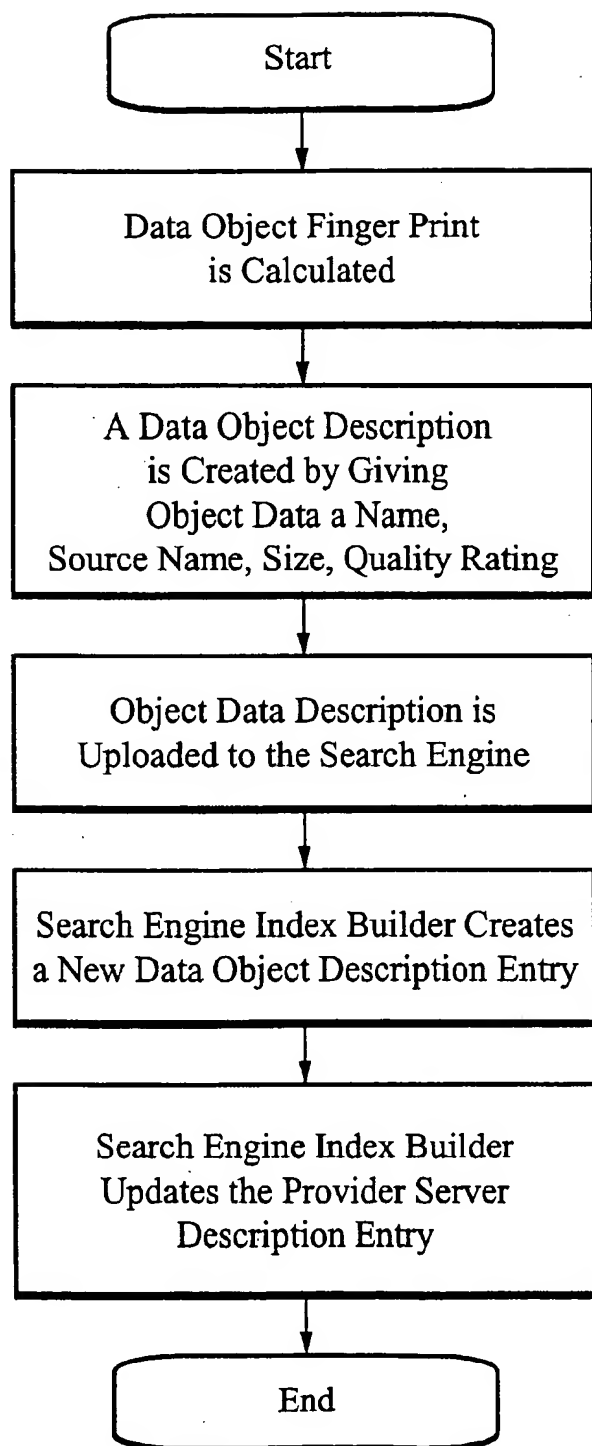 Start
Data Object Finger Print
is Calculated
A Data Object Description
is Created by Giving
Object Data a Name,
Source Name, Size, Quality Rating
Object Data Description is
Uploaded to the Search Engine
Search Engine Index Builder Creates
a New Data Object Description Entry
Search Engine Index Builder
Updates the Provider Server
Description Entry
End